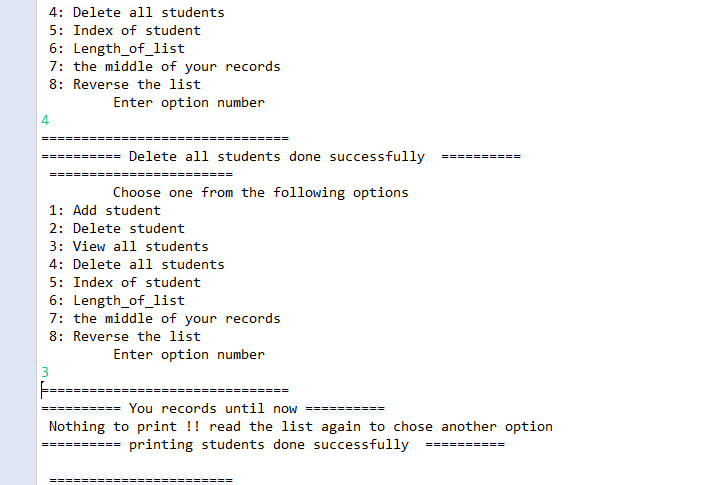 4: Delete all students
5: Index of student
6: Length_of_list
7: the middle of your records
8: Reverse the list
Enter option number
4
===============================
========== Delete all students done successfully ==========
=======================
Choose one from the following options
1: Add student
2: Delete student
3: View all students
4: Delete all students
5: Index of student
6: Length_of_list
7: the middle of your records
8: Reverse the list
Enter option number
3
===============================
========== You records until now ==========
Nothing to print !! read the list again to chose another option
========== printing students done successfully ==========
=======================